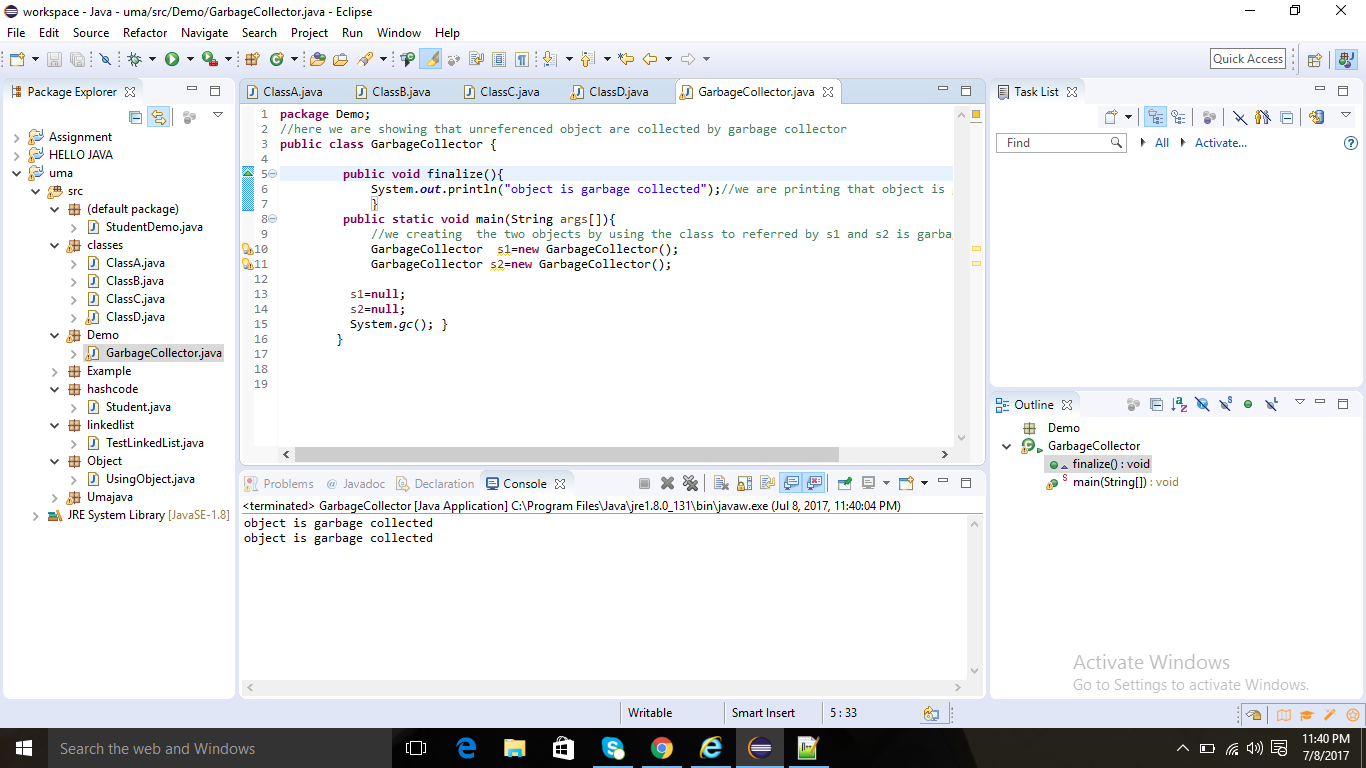 workspace - Java - uma/src/Demo/GarbageCollector.java - Eclipse
File Edit Source Refactor Navigate Search Project Run Window Help
Quick Access
Package Explorer
Assignment
HELLO JAVA
uma
src
(default package)
StudentDemo.java
classes
ClassA.java
ClassB.java
ClassC.java
ClassD.java
Demo
GarbageCollector.java
Example
hashcode
Student.java
linkedlist
TestLinkedList.java
Object
UsingObject.java
Umajava
JRE System Library [JavaSE-1.8]
ClassA.java ClassB.java ClassC.java ClassD.java GarbageCollector.java
1 package Demo;
2 //here we are showing that unreferenced object are collected by garbage collector
3 public class GarbageCollector {
4
5 public void finalize(){
6 System.out.println("object is garbage collected");//we are printing that object is
7 }
8 public static void main(String args[]){
9 //we creating  the two objects by using the class to referred by s1 and s2 is garba
10 GarbageCollector  s1=new GarbageCollector();
11 GarbageCollector s2=new GarbageCollector();
12
13 s1=null;
14 s2=null;
15 System.gc(); }
16 }
17
18
19
Problems @ Javadoc Declaration Console
<terminated> GarbageCollector [Java Application] C:\Program Files\Java\jre1.8.0_131\bin\javaw.exe (Jul 8, 2017, 11:40:04 PM)
object is garbage collected
object is garbage collected
Task List
Find All Activate...
Outline
Demo
GarbageCollector
finalize() : void
main(String[]) : void
Activate Windows
Go to Settings to activate Windows.
Writable Smart Insert 5 : 33
Search the web and Windows
11:40 PM
7/8/2017